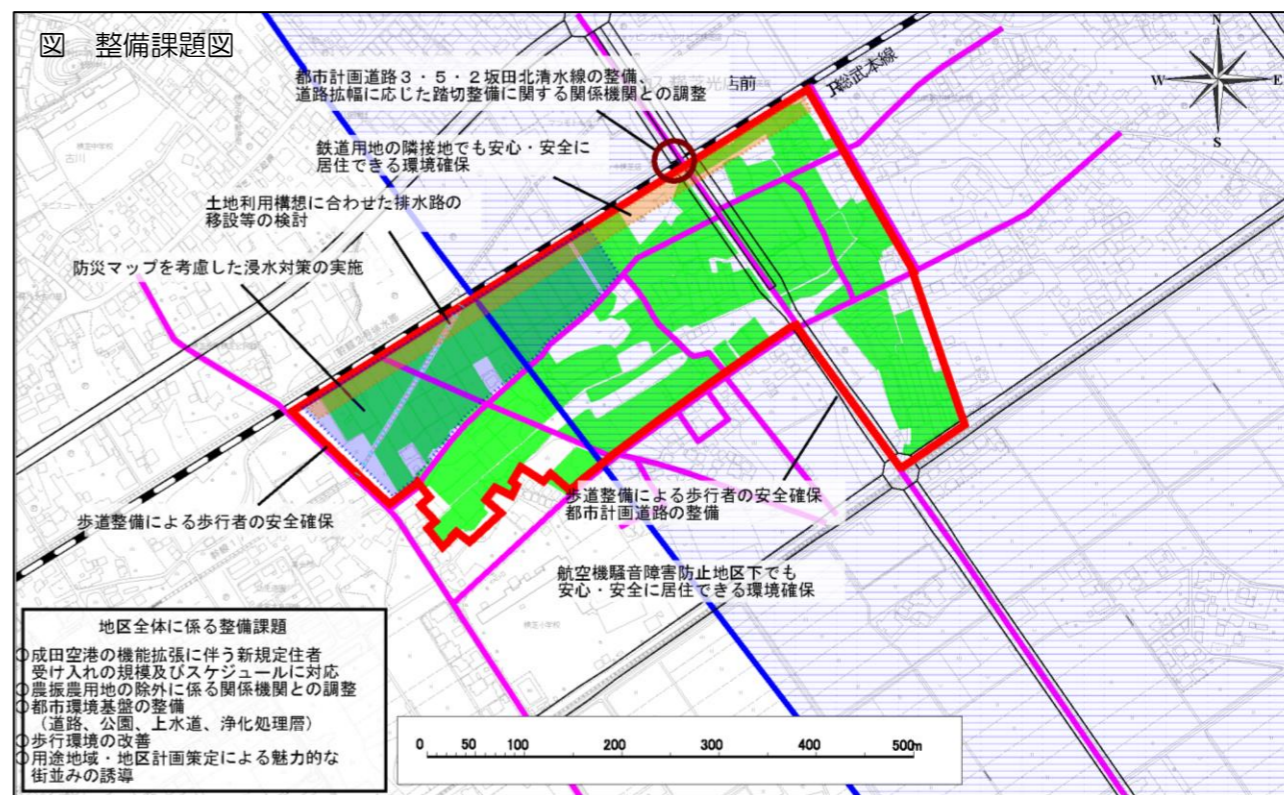 図　整備課題図
都市計画道路３・５・２坂田北清水線の整備、
道路拡幅に応じた踏切整備に関する関係機関との調整
店前
JR総武本線
N
W
E
S
鉄道用地の隣接地でも安心・安全に
居住できる環境確保
古川
土地利用構想に合わせた排水路の
移設等の検討
防災マップを考慮した浸水対策の実施
歩道整備による歩行者の安全確保
歩道整備による歩行者の安全確保
都市計画道路の整備
航空機騒音障害防止地区下でも
安心・安全に居住できる環境確保
横芝小学校
地区全体に係る整備課題
○成田空港の機能拡張に伴う新規定住者
受け入れの規模及びスケジュールに対応
○農振農用地の除外に係る関係機関との調整
○都市環境基盤の整備
（道路、公園、上水道、浄化処理層）
○歩行環境の改善
○用途地域・地区計画策定による魅力的な
街並みの誘導
0 50 100 200 300 400 500m